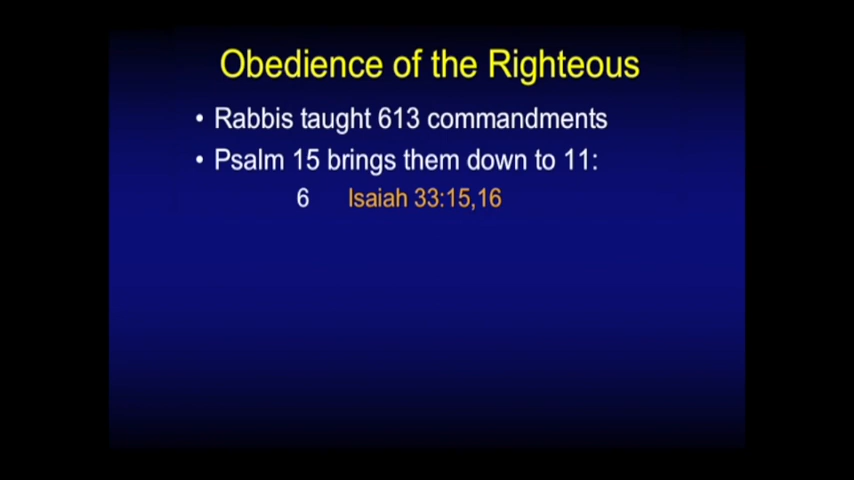 Obedience of the Righteous
• Rabbis taught 613 commandments
• Psalm 15 brings them down to 11:
6 Isaiah 33:15,16